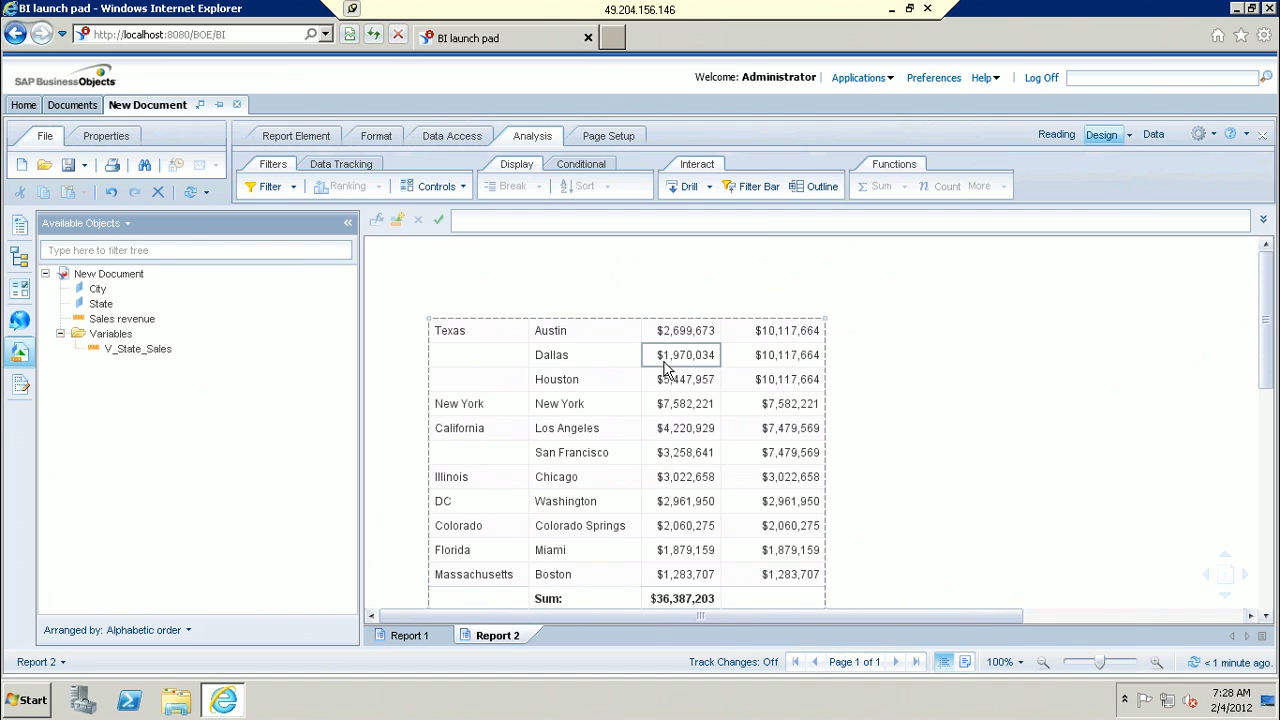 BI launch pad - Windows Internet Explorer
49.204.156.146
http://localhost:8080/BOE/BI
BI launch pad
SAP BusinessObjects
Welcome: Administrator
Applications
Preferences
Help
Log Off
Home
Documents
New Document
File
Properties
Report Element
Format
Data Access
Analysis
Page Setup
Reading
Design
Data
Filters
Data Tracking
Display
Conditional
Interact
Functions
Filter
Ranking
Controls
Break
Sort
Drill
Filter Bar
Outline
Sum
Count
More
Available Objects
Type here to filter tree
New Document
City
State
Sales revenue
Variables
V_State_Sales
Texas Austin $2,699,673 $10,117,664
Dallas $1,970,034 $10,117,664
Houston $5,447,957 $10,117,664
New York New York $7,582,221 $7,582,221
California Los Angeles $4,220,929 $7,479,569
San Francisco $3,258,641 $7,479,569
Illinois Chicago $3,022,658 $3,022,658
DC Washington $2,961,950 $2,961,950
Colorado Colorado Springs $2,060,275 $2,060,275
Florida Miami $1,879,159 $1,879,159
Massachusetts Boston $1,283,707 $1,283,707
Sum: $36,387,203
Arranged by: Alphabetic order
Report 1
Report 2
Report 2
Track Changes: Off
Page 1 of 1
100%
< 1 minute ago
Start
7:28 AM
2/4/2012